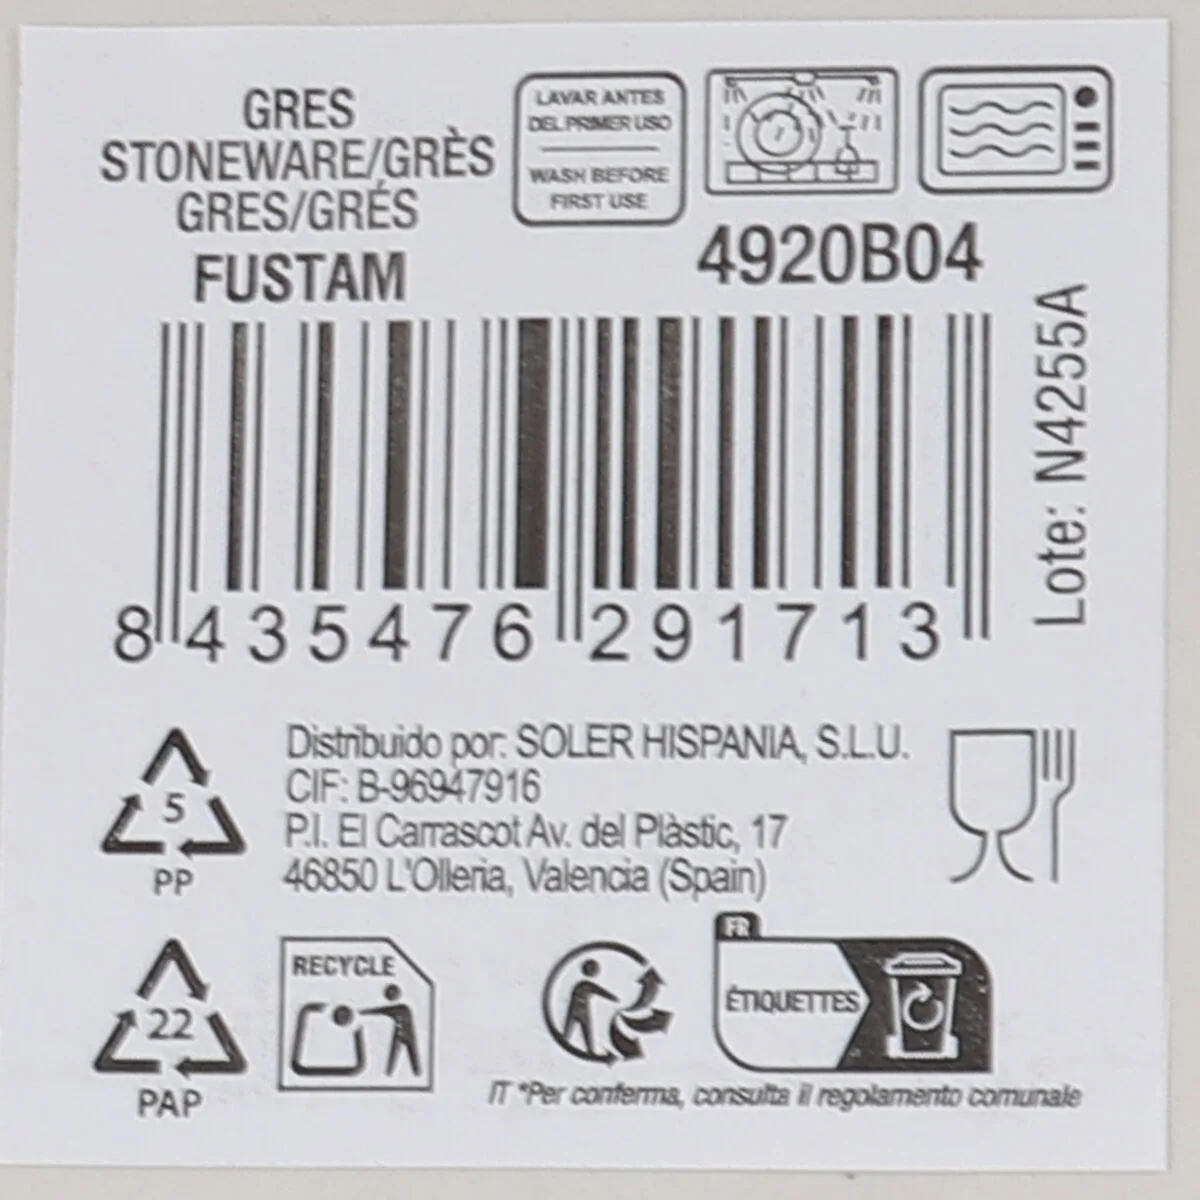 GRES
STONEWARE/GRÈS
GRES/GRÉS
FUSTAM
LAVAR ANTES
DEL PRIMER USO
WASH BEFORE
FIRST USE
4920B04
Lote: N4255A
8 435476 291713
Distribuido por: SOLER HISPANIA, S.L.U.
CIF: B-96947916
P.I. El Carrascot Av. del Plàstic, 17
46850 L'Olleria, Valencia (Spain)
5
PP
22
PAP
RECYCLE
FR
ÉTIQUETTES
IT *Per conferma, consulta il regolamento comunale